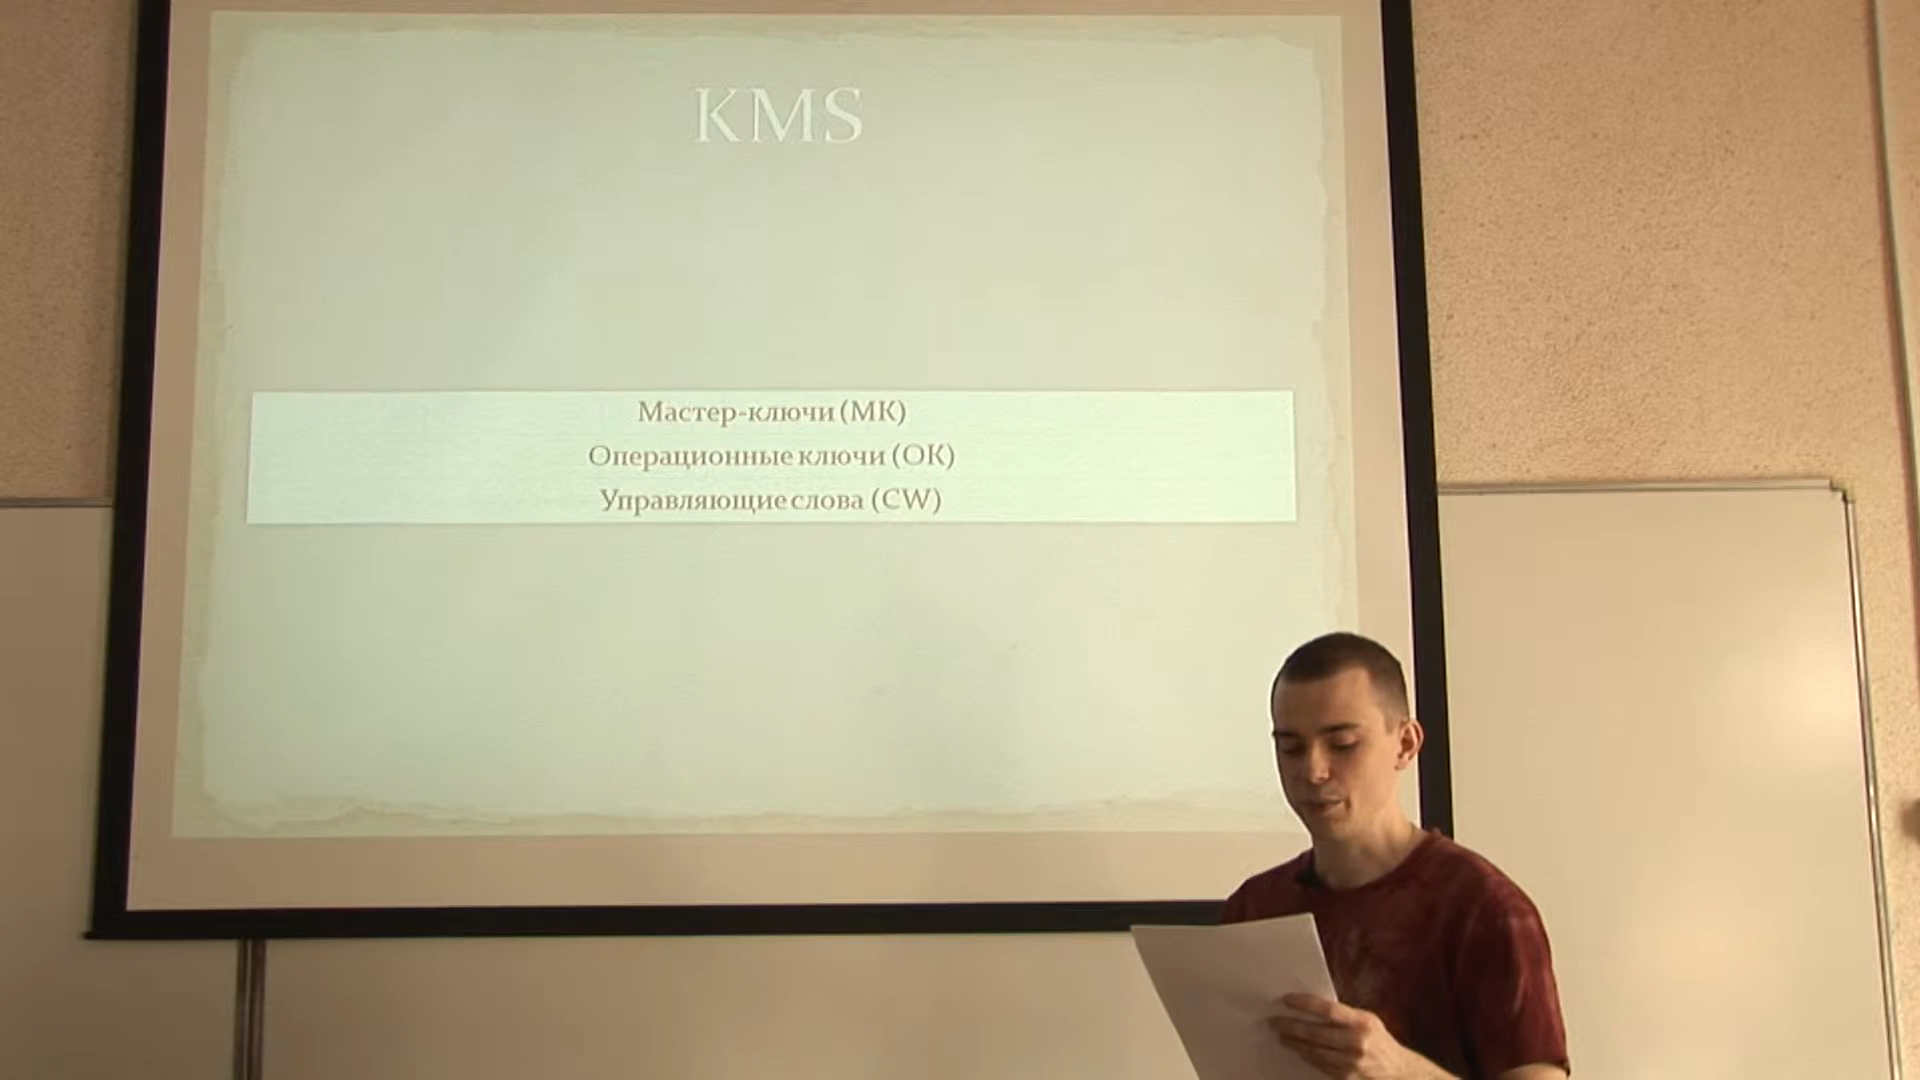 KMS
Мастер-ключи (МК)
Операционные ключи (ОК)
Управляющие слова (CW)